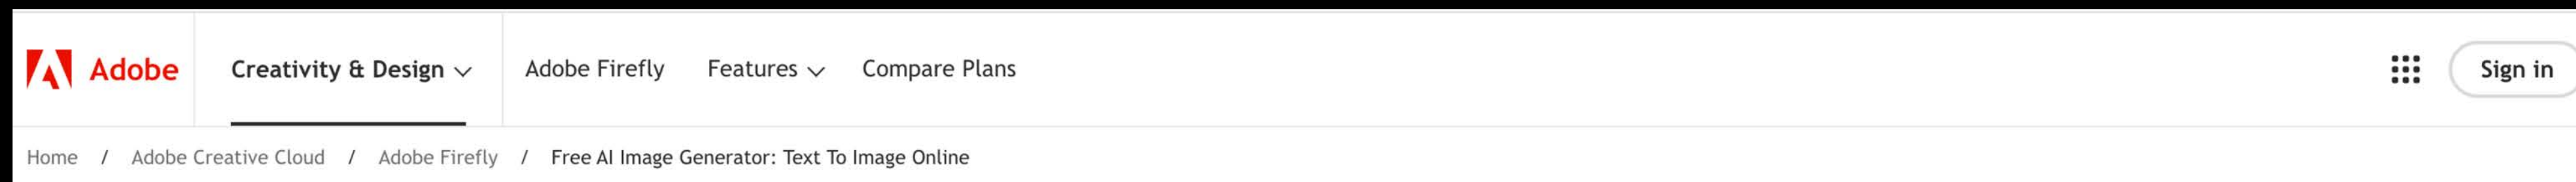 Adobe Creativity & Design Adobe Firefly Features Compare Plans Sign in
Home / Adobe Creative Cloud / Adobe Firefly / Free AI Image Generator: Text To Image Online